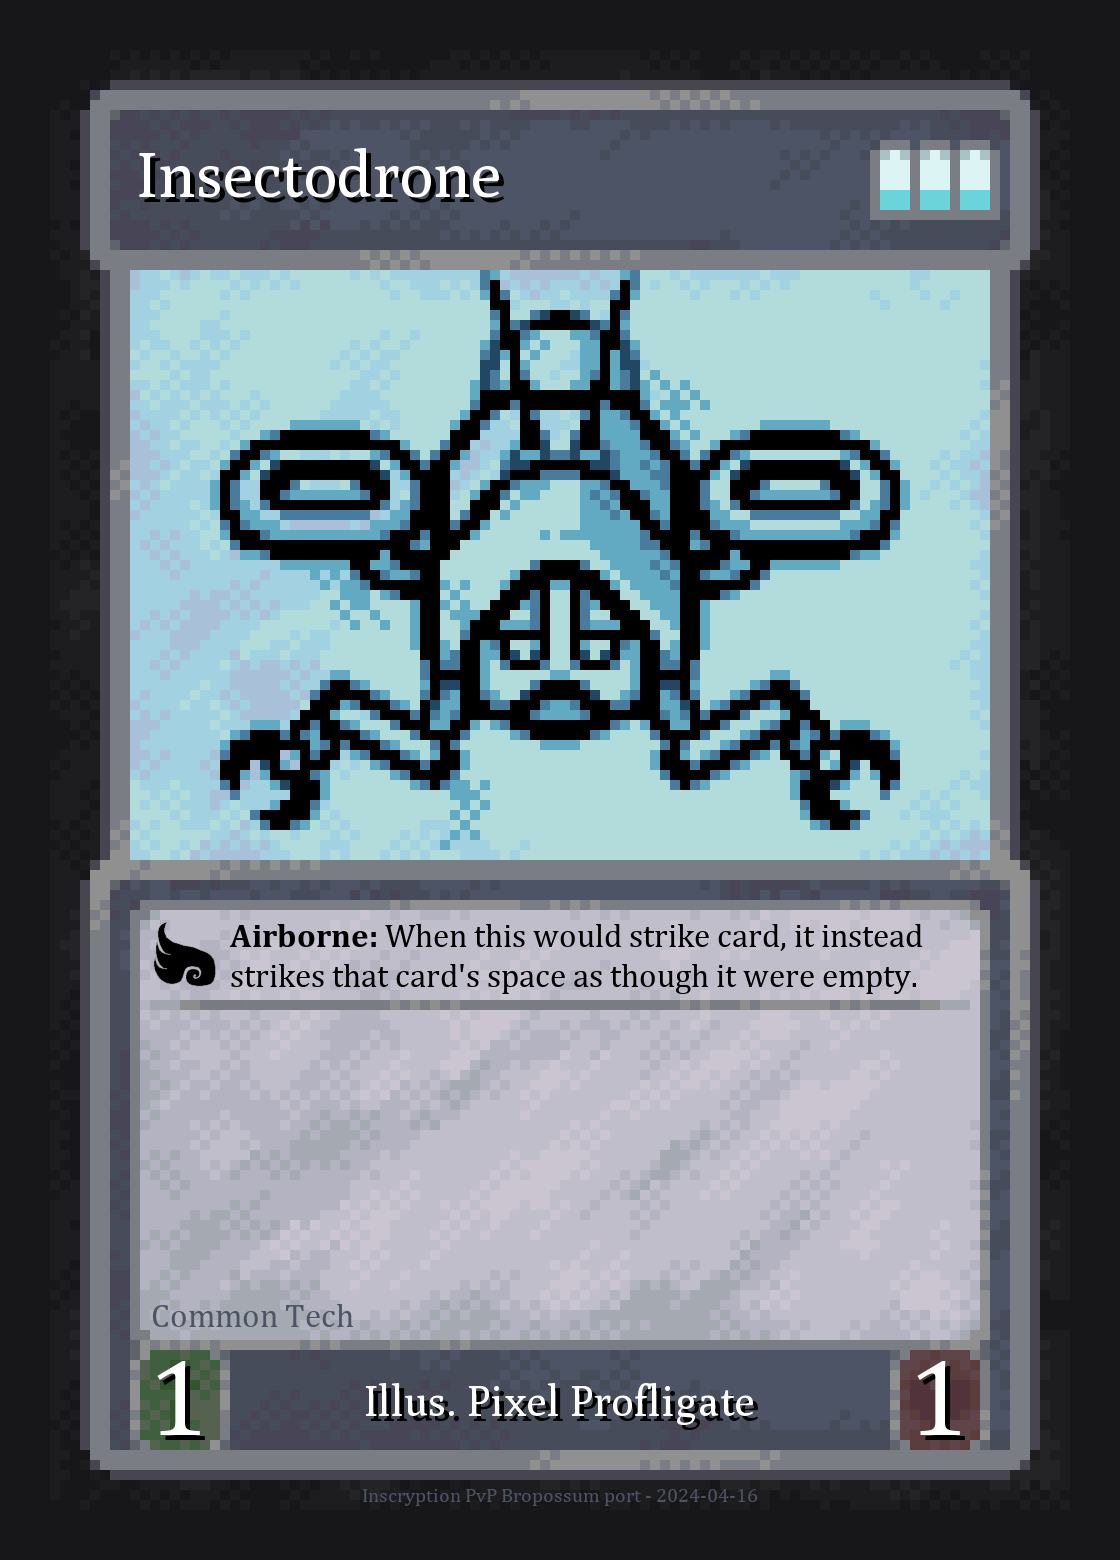 Insectodrone
Airborne: When this would strike card, it instead
strikes that card's space as though it were empty.
Common Tech
1
Illus. Pixel Profligate
1
Inscryption PvP Bropossum port - 2024-04-16